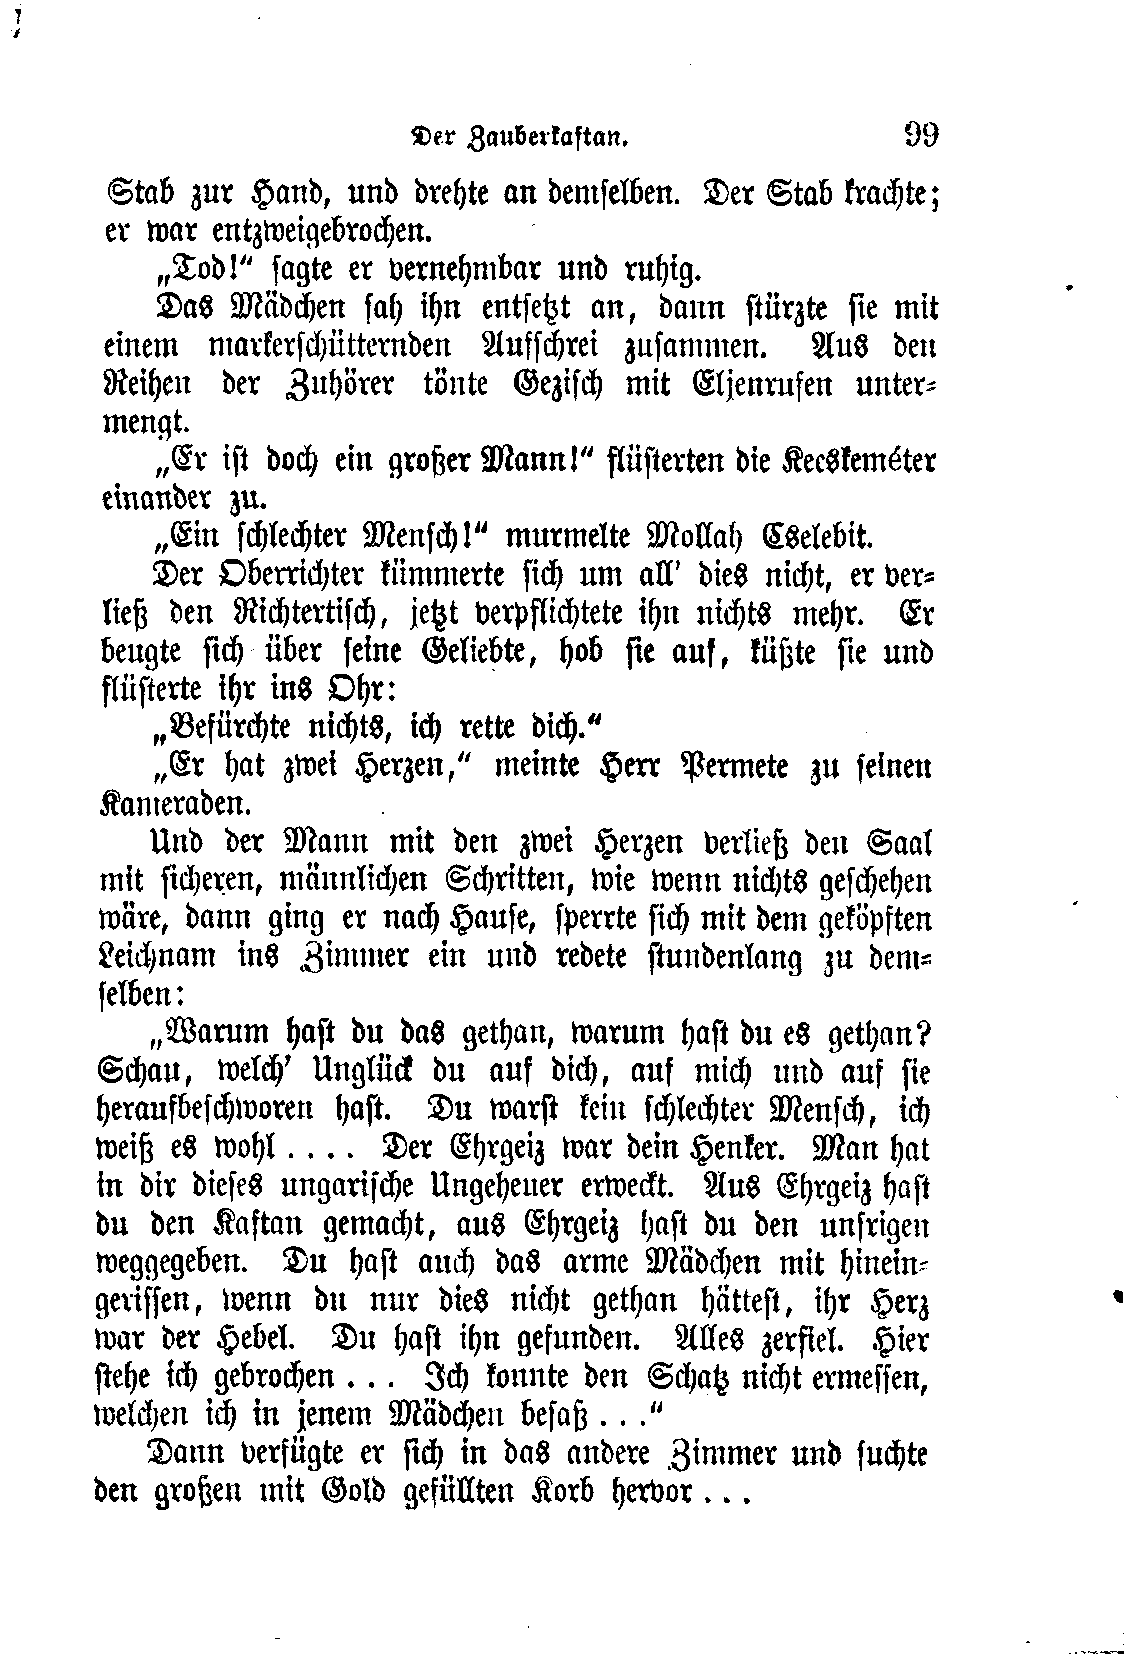 Der Zauberkaftan. 99
Stab zur Hand, und drehte an demselben. Der Stab krachte;
er war entzweigebrochen.
„Tod!“ sagte er vernehmbar und ruhig.
Das Mädchen sah ihn entsetzt an, dann stürzte sie mit
einem markerschütternden Aufschrei zusammen. Aus den
Reihen der Zuhörer tönte Gezisch mit Eljenrufen unter-
mengt.
„Er ist doch ein großer Mann!“ flüsterten die Kecskeméter
einander zu.
„Ein schlechter Mensch!“ murmelte Mollah Cselebit.
Der Oberrichter kümmerte sich um all' dies nicht, er ver-
ließ den Richtertisch, jetzt verpflichtete ihn nichts mehr. Er
beugte sich über seine Geliebte, hob sie auf, küßte sie und
flüsterte ihr ins Ohr:
„Befürchte nichts, ich rette dich.“
„Er hat zwei Herzen,“ meinte Herr Permete zu seinen
Kameraden.
Und der Mann mit den zwei Herzen verließ den Saal
mit sicheren, männlichen Schritten, wie wenn nichts geschehen
wäre, dann ging er nach Hause, sperrte sich mit dem geköpften
Leichnam ins Zimmer ein und redete stundenlang zu dem-
selben:
„Warum hast du das gethan, warum hast du es gethan?
Schau, welch' Unglück du auf dich, auf mich und auf sie
heraufbeschworen hast. Du warst kein schlechter Mensch, ich
weiß es wohl .... Der Ehrgeiz war dein Henker. Man hat
in dir dieses ungarische Ungeheuer erweckt. Aus Ehrgeiz hast
du den Kaftan gemacht, aus Ehrgeiz hast du den unsrigen
weggegeben. Du hast auch das arme Mädchen mit hinein-
gerissen, wenn du nur dies nicht gethan hättest, ihr Herz
war der Hebel. Du hast ihn gefunden. Alles zerfiel. Hier
stehe ich gebrochen ... Ich konnte den Schatz nicht ermessen,
welchen ich in jenem Mädchen besaß ...“
Dann verfügte er sich in das andere Zimmer und suchte
den großen mit Gold gefüllten Korb hervor ...